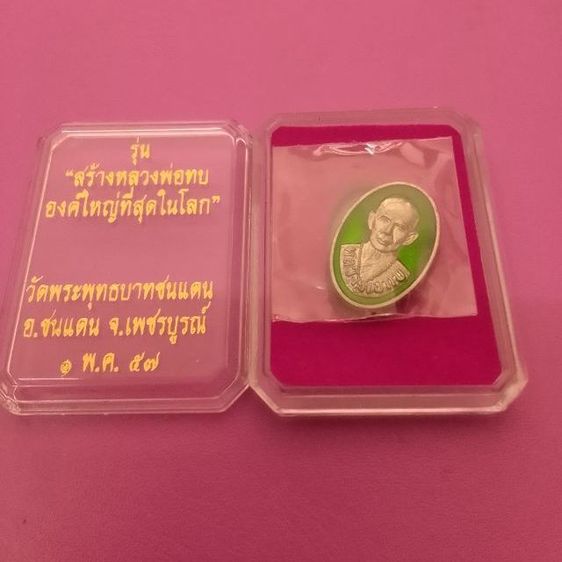 รุ่น
“สร้างหลวงพ่อทบ
องค์ใหญ่ที่สุดในโลก”
วัดพระพุทธบาทชนแดน
อ.ชนแดน จ.เพชรบูรณ์
๑ พ.ค. ๕๗